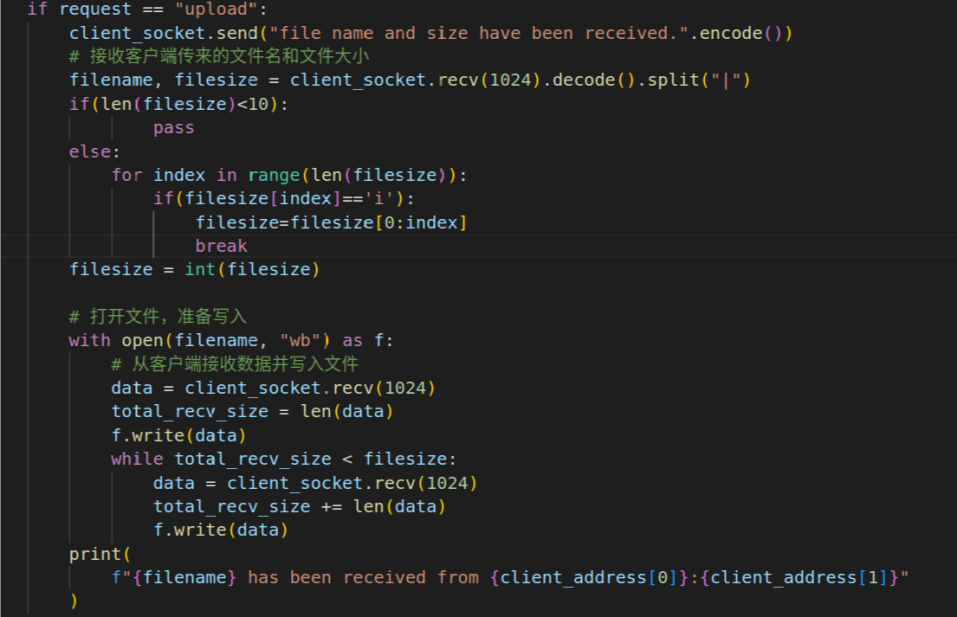 if request == "upload":
client_socket.send("file name and size have been received.".encode())
# 接收客户端传来的文件名和文件大小
filename, filesize = client_socket.recv(1024).decode().split("|")
if(len(filesize)<10):
pass
else:
for index in range(len(filesize)):
if(filesize[index]=='i'):
filesize=filesize[0:index]
break
filesize = int(filesize)
# 打开文件，准备写入
with open(filename, "wb") as f:
# 从客户端接收数据并写入文件
data = client_socket.recv(1024)
total_recv_size = len(data)
f.write(data)
while total_recv_size < filesize:
data = client_socket.recv(1024)
total_recv_size += len(data)
f.write(data)
print(
f"{filename} has been received from {client_address[0]}:{client_address[1]}"
)